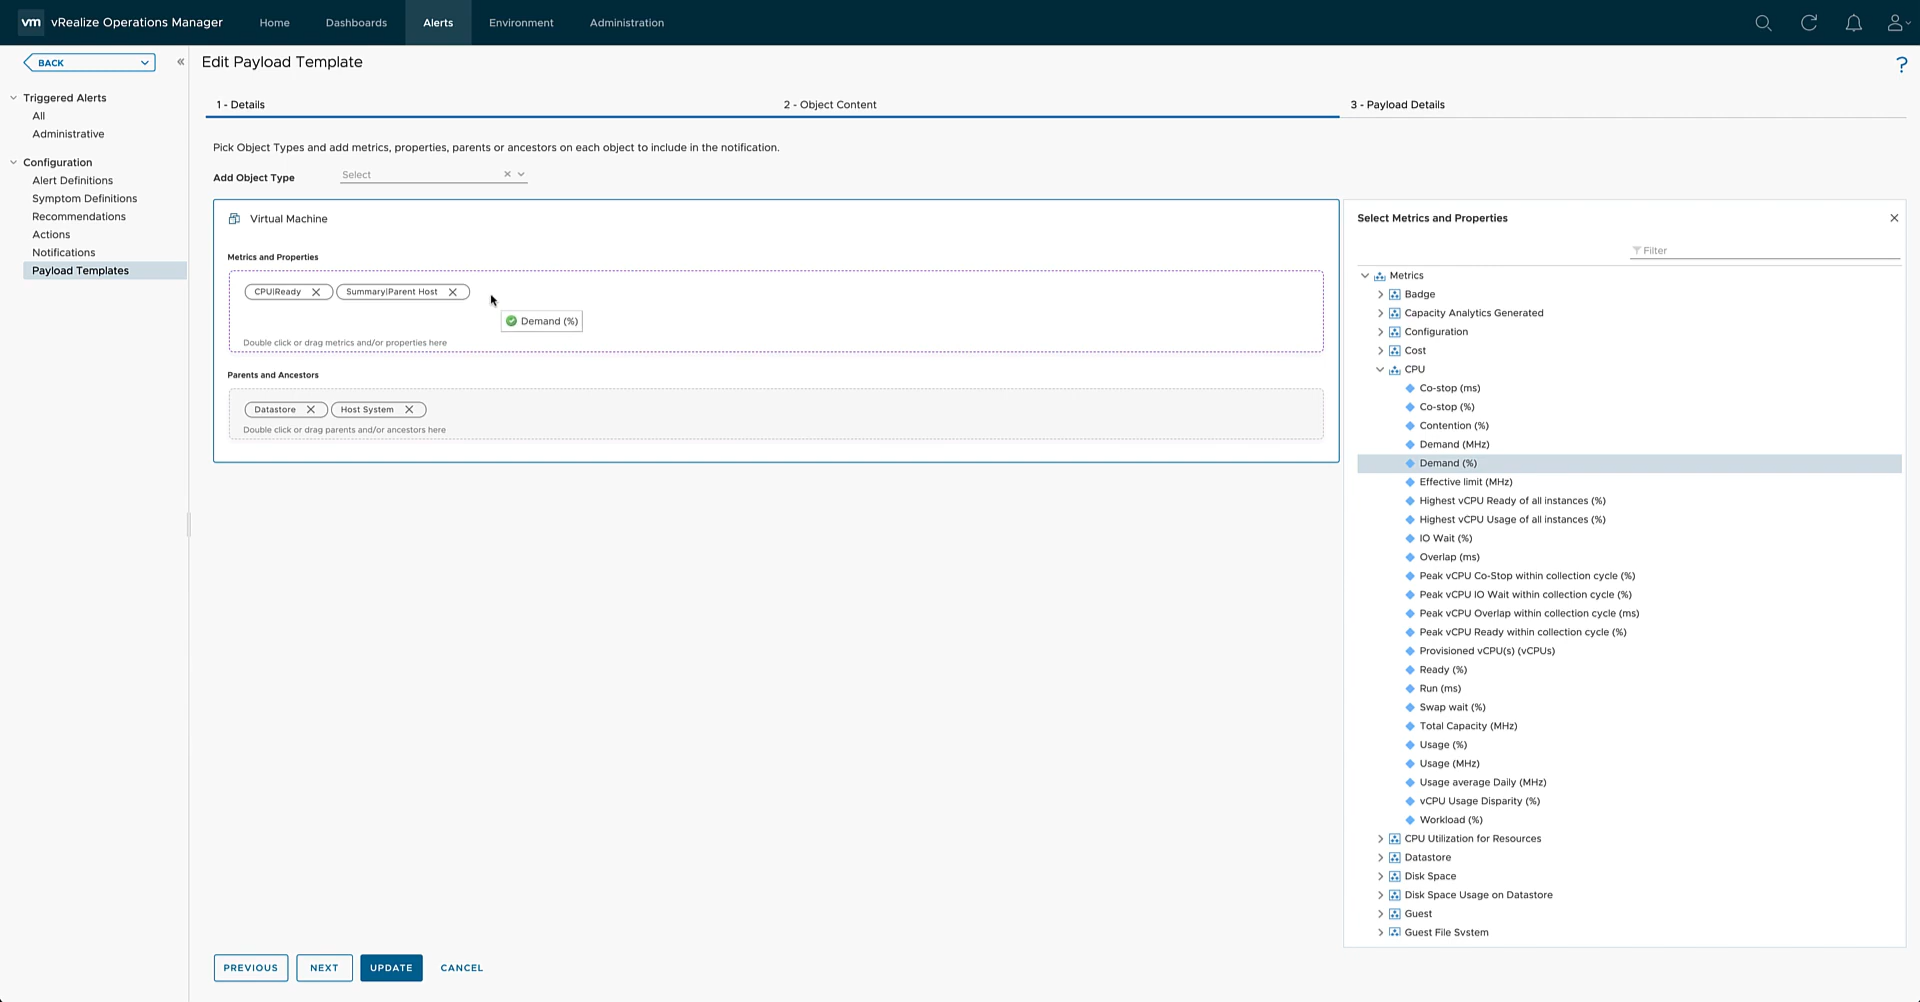 vm vRealize Operations Manager Home Dashboards Alerts Environment Administration
BACK
Triggered Alerts
All
Administrative
Configuration
Alert Definitions
Symptom Definitions
Recommendations
Actions
Notifications
Payload Templates
Edit Payload Template
?
1 - Details 2 - Object Content 3 - Payload Details
Pick Object Types and add metrics, properties, parents or ancestors on each object to include in the notification.
Add Object Type Select
Virtual Machine
Metrics and Properties
CPU|Ready Summary|Parent Host
Demand (%)
Double click or drag metrics and/or properties here
Parents and Ancestors
Datastore Host System
Double click or drag parents and/or ancestors here
Select Metrics and Properties
Filter
Metrics
Badge
Capacity Analytics Generated
Configuration
Cost
CPU
Co-stop (ms)
Co-stop (%)
Contention (%)
Demand (MHz)
Demand (%)
Effective limit (MHz)
Highest vCPU Ready of all instances (%)
Highest vCPU Usage of all instances (%)
IO Wait (%)
Overlap (ms)
Peak vCPU Co-Stop within collection cycle (%)
Peak vCPU IO Wait within collection cycle (%)
Peak vCPU Overlap within collection cycle (ms)
Peak vCPU Ready within collection cycle (%)
Provisioned vCPU(s) (vCPUs)
Ready (%)
Run (ms)
Swap wait (%)
Total Capacity (MHz)
Usage (%)
Usage (MHz)
Usage average Daily (MHz)
vCPU Usage Disparity (%)
Workload (%)
CPU Utilization for Resources
Datastore
Disk Space
Disk Space Usage on Datastore
Guest
Guest File System
PREVIOUS NEXT UPDATE CANCEL